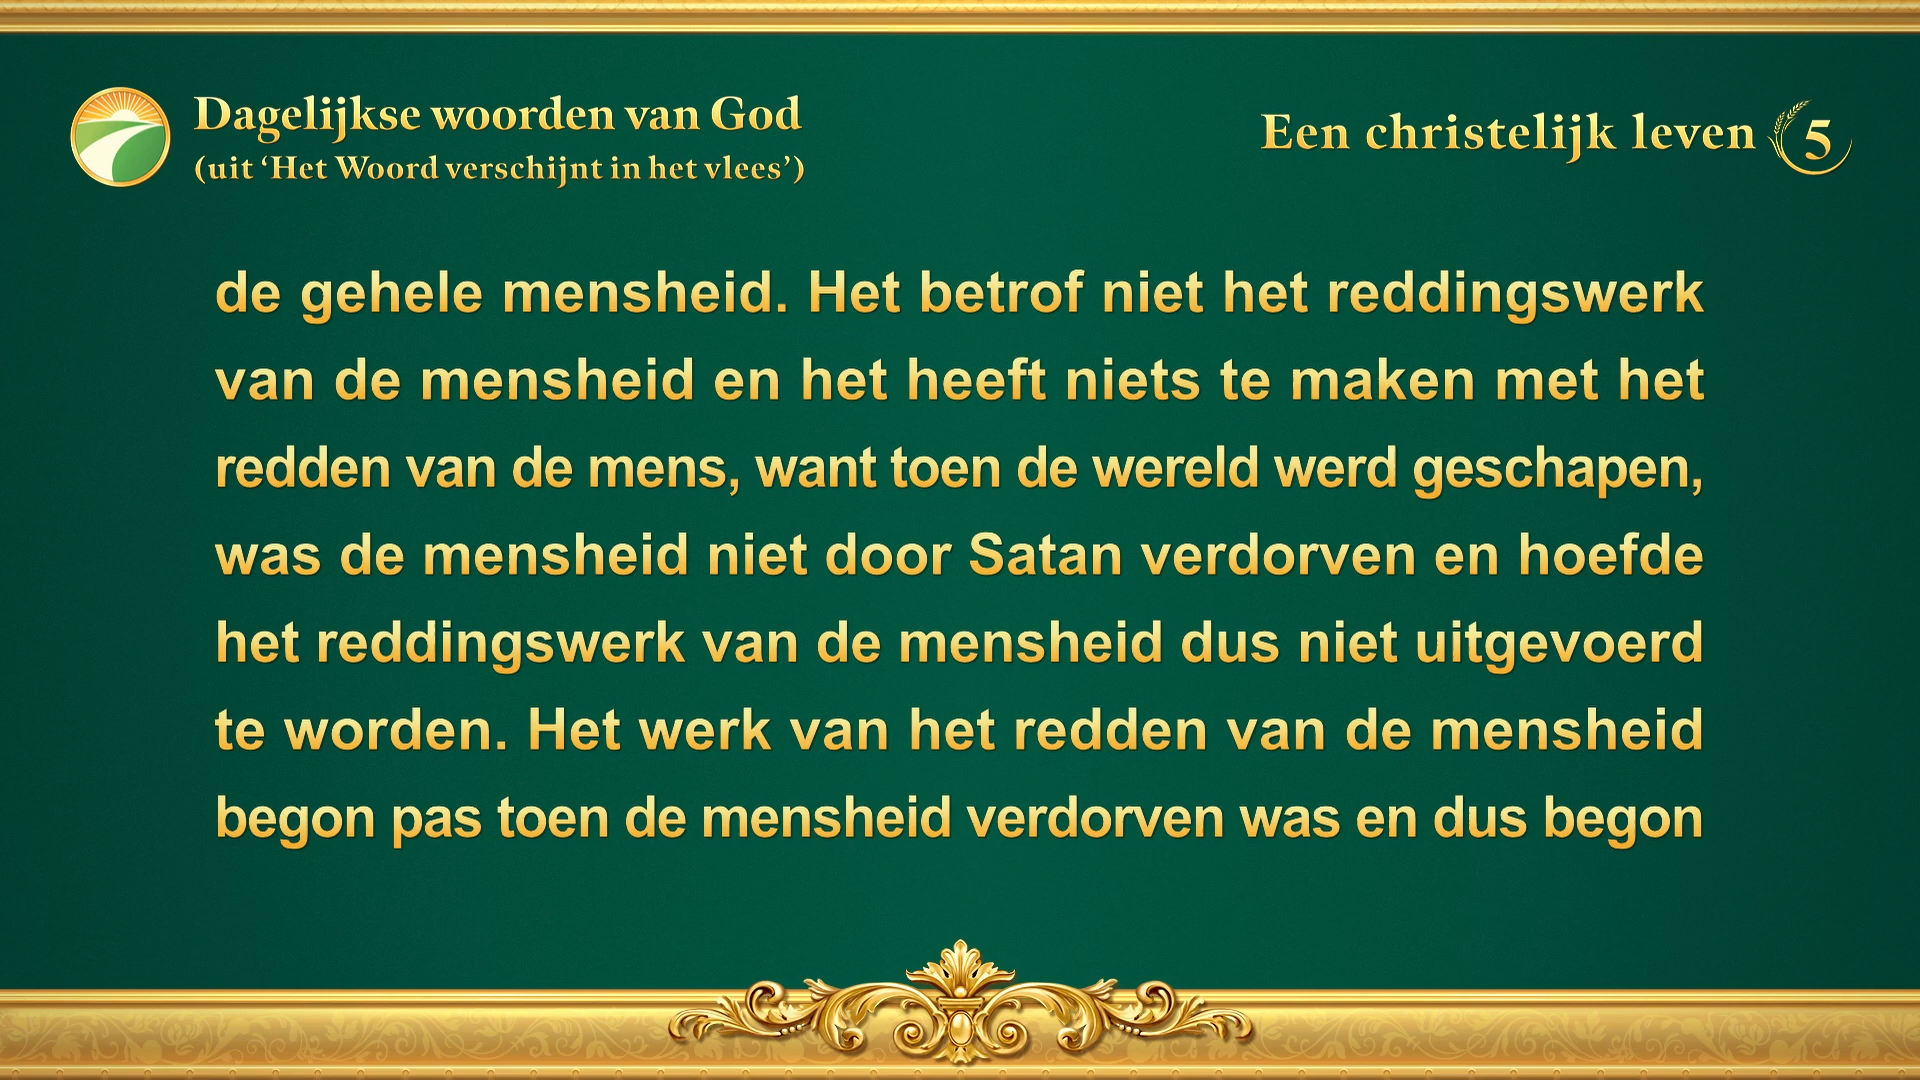 Dagelijkse woorden van God
(uit ‘Het Woord verschijnt in het vlees’)
Een christelijk leven 5
de gehele mensheid. Het betrof niet het reddingswerk
van de mensheid en het heeft niets te maken met het
redden van de mens, want toen de wereld werd geschapen,
was de mensheid niet door Satan verdorven en hoefde
het reddingswerk van de mensheid dus niet uitgevoerd
te worden. Het werk van het redden van de mensheid
begon pas toen de mensheid verdorven was en dus begon